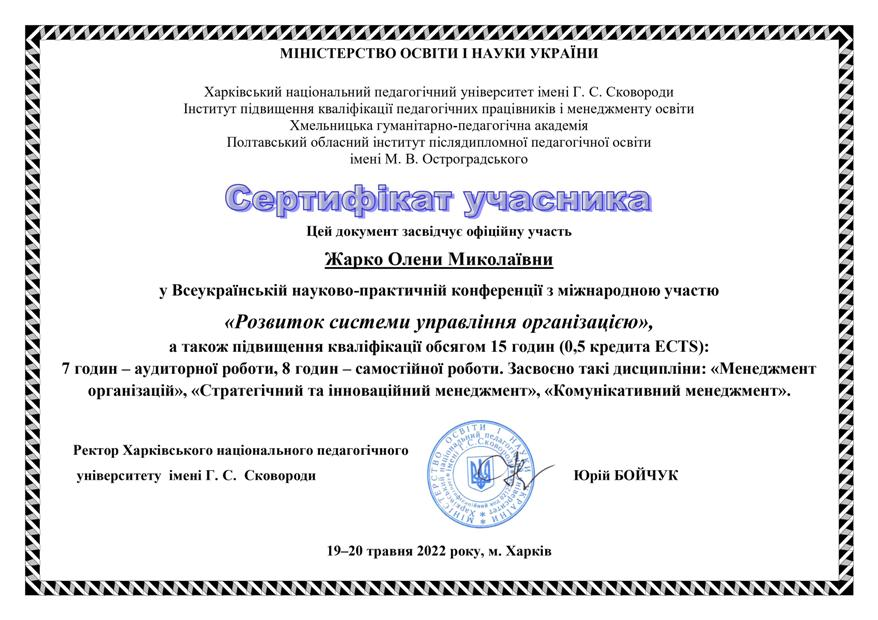 МІНІСТЕРСТВО ОСВІТИ І НАУКИ УКРАЇНИ
Харківський національний педагогічний університет імені Г. С. Сковороди
Інститут підвищення кваліфікації педагогічних працівників і менеджменту освіти
Хмельницька гуманітарно-педагогічна академія
Полтавський обласний інститут післядипломної педагогічної освіти
імені М. В. Остроградського
Сертифікат учасника
Цей документ засвідчує офіційну участь
Жарко Олени Миколаївни
у Всеукраїнській науково-практичній конференції з міжнародною участю
«Розвиток системи управління організацією»,
а також підвищення кваліфікації обсягом 15 годин (0,5 кредита ECTS):
7 годин – аудиторної роботи, 8 годин – самостійної роботи. Засвоєно такі дисципліни: «Менеджмент
організацій», «Стратегічний та інноваційний менеджмент», «Комунікативний менеджмент».
Ректор Харківського національного педагогічного
університету імені Г. С. Сковороди
МІНІСТЕРСТВО ОСВІТИ І НАУКИ УКРАЇНИ
Харківський національний педагогічний університет
імені Г.С.Сковороди
Юрій БОЙЧУК
19–20 травня 2022 року, м. Харків